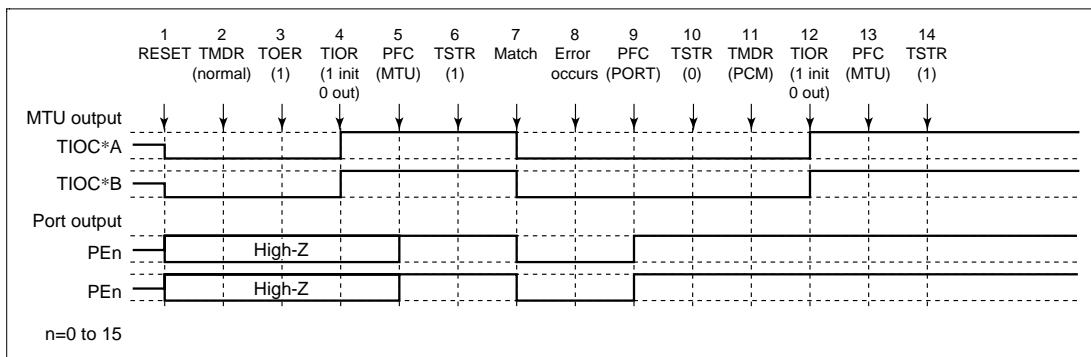 1 2 3 4 5 6 7 8 9 10 11 12 13 14
RESET TMDR TOER TIOR PFC TSTR Match Error PFC TSTR TMDR TIOR PFC TSTR
(normal) (1) (1 init (MTU) (1) occurs (PORT) (0) (PCM) (1 init (MTU) (1)
0 out) 0 out)
MTU output
TIOC*A
TIOC*B
Port output
PEn High-Z
PEn High-Z
n=0 to 15